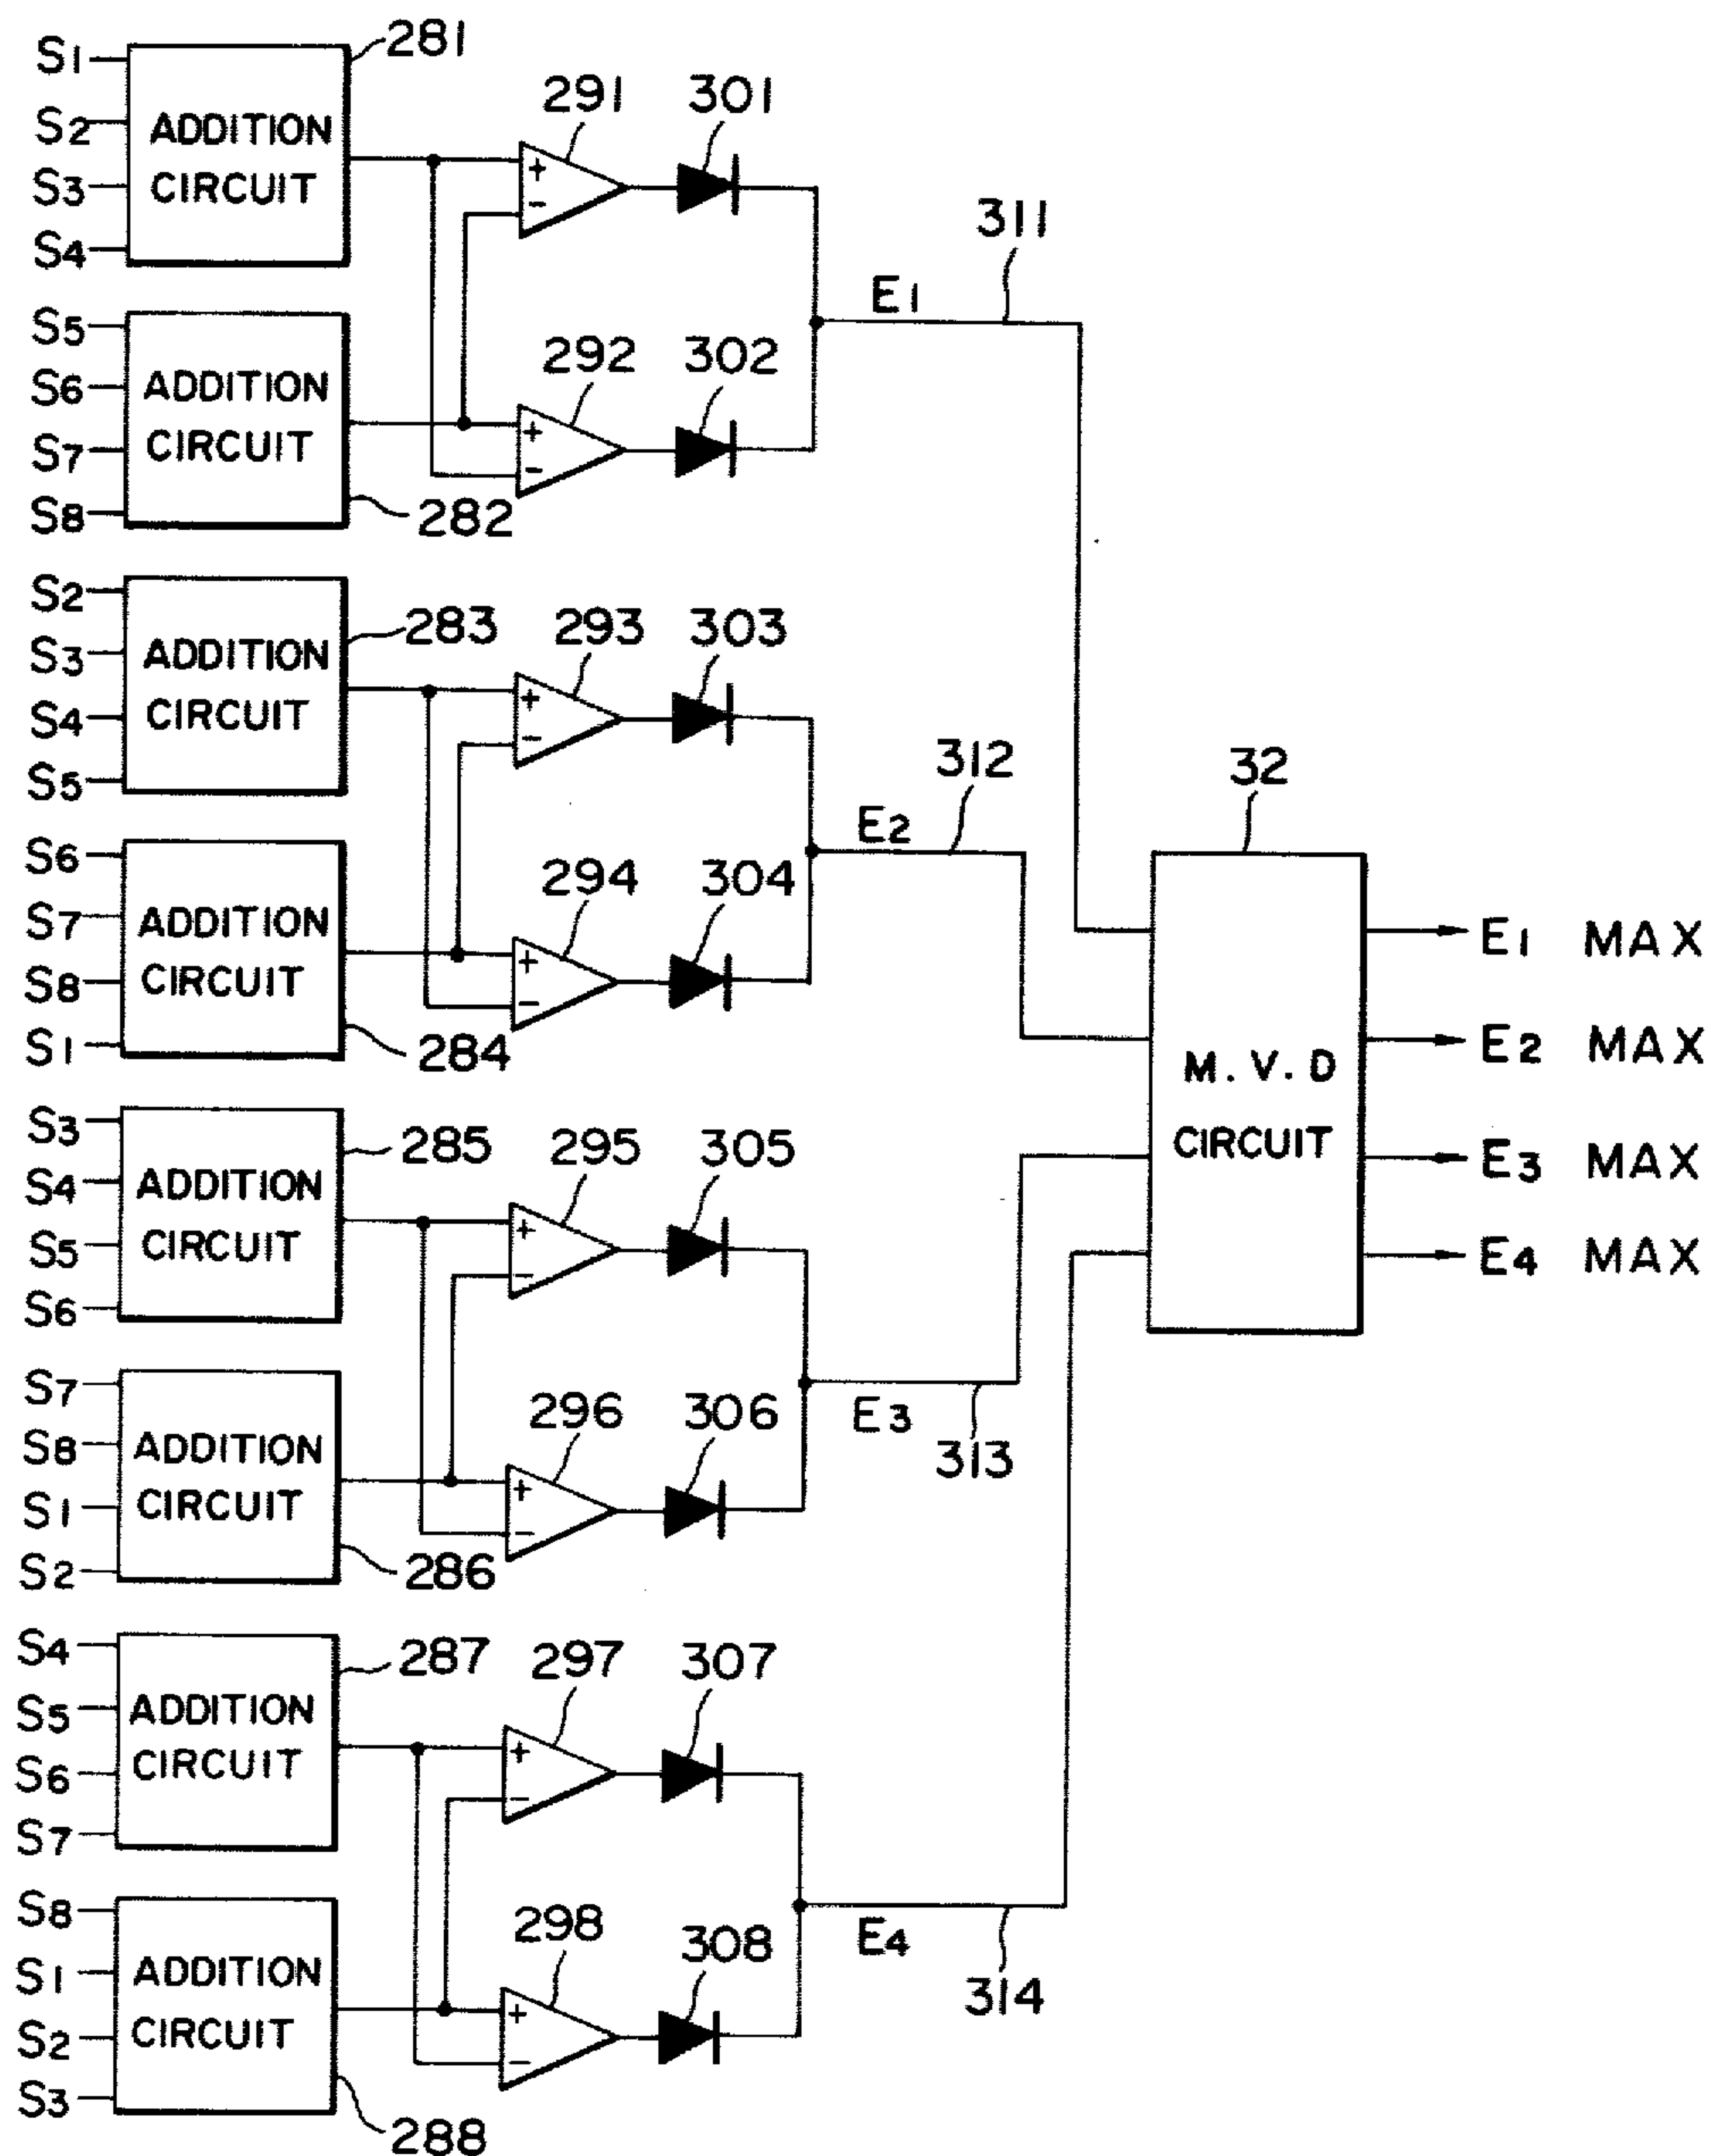 S1
S2
S3
S4
ADDITION
CIRCUIT
281
291
+
-
301
S5
S6
S7
S8
ADDITION
CIRCUIT
282
292
+
-
302
E1
311
S2
S3
S4
S5
ADDITION
CIRCUIT
283
293
+
-
303
S6
S7
S8
S1
ADDITION
CIRCUIT
284
294
+
-
304
E2
312
S3
S4
S5
S6
ADDITION
CIRCUIT
285
295
+
-
305
S7
S8
S1
S2
ADDITION
CIRCUIT
286
296
+
-
306
E3
313
S4
S5
S6
S7
ADDITION
CIRCUIT
287
297
+
-
307
S8
S1
S2
S3
ADDITION
CIRCUIT
288
298
+
-
308
E4
314
32
M.V.D
CIRCUIT
E1 MAX
E2 MAX
E3 MAX
E4 MAX